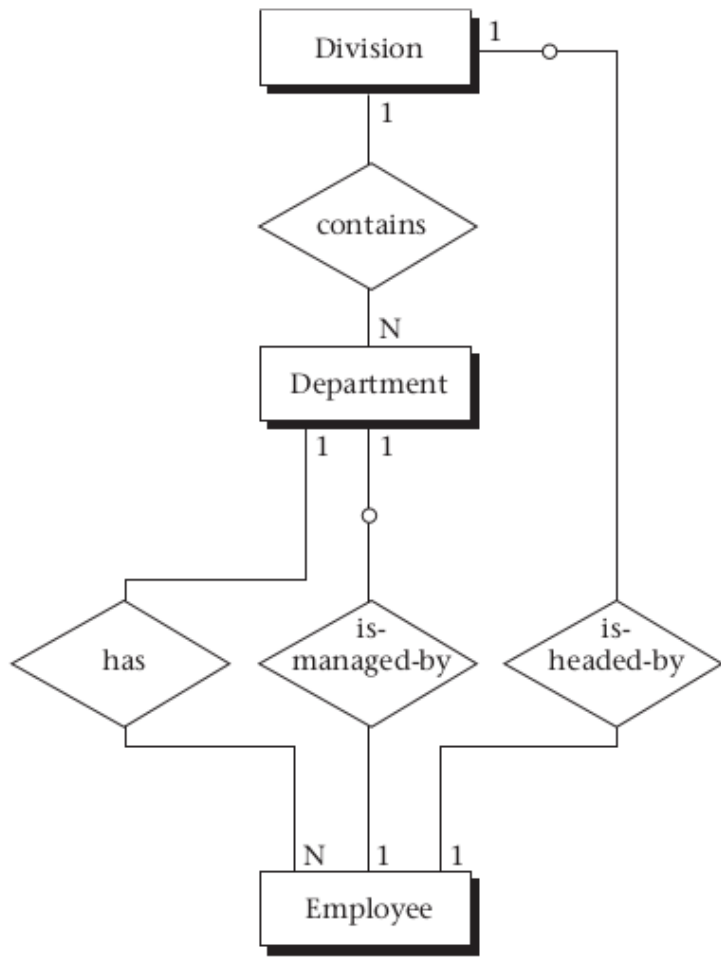 Division
1
1
contains
N
Department
1
1
has
is-
managed-by
is-
headed-by
N
1
1
Employee